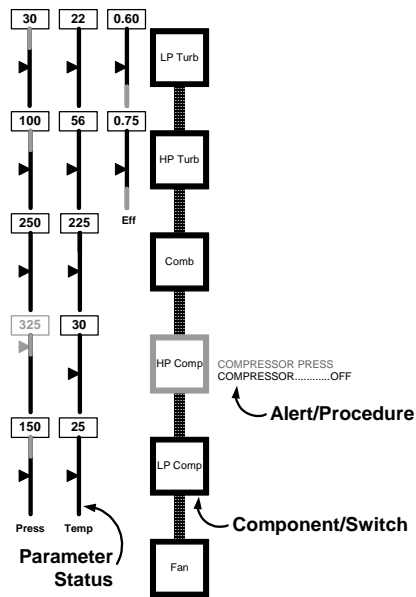 30 22 0.60
LP Turb
100 56 0.75
HP Turb
Eff
250 225
Comb
325 30
HP Comp
COMPRESSOR PRESS
COMPRESSOR...........OFF
Alert/Procedure
150 25
LP Comp
Press Temp
Component/Switch
Parameter
Status
Fan